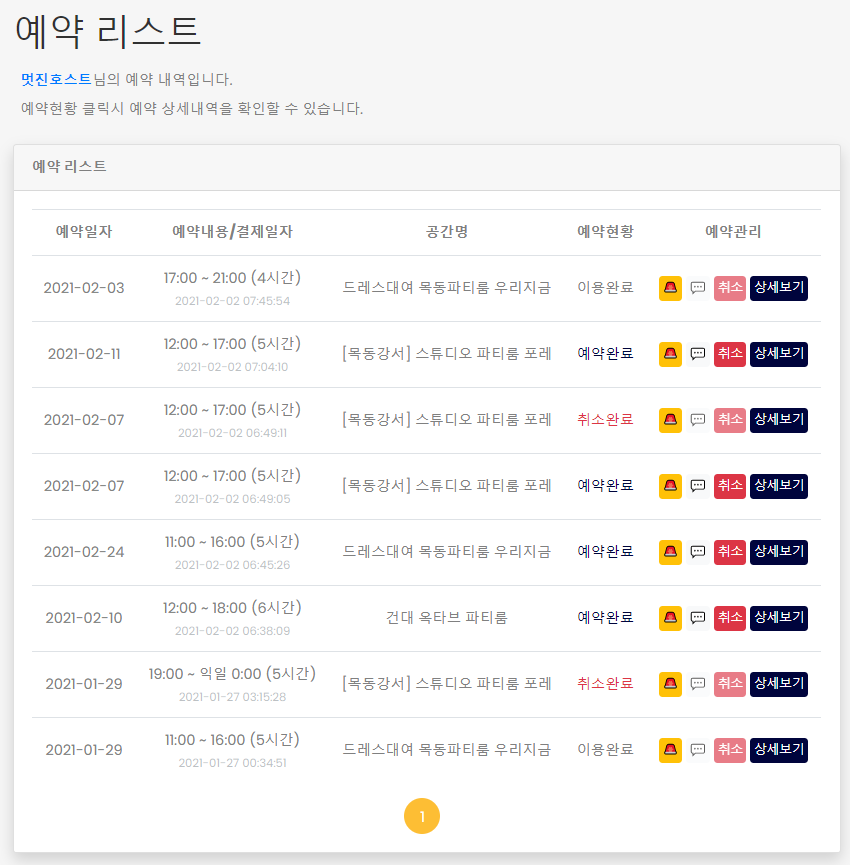 예약 리스트
멋진호스트님의 예약 내역입니다.
예약현황 클릭시 예약 상세내역을 확인할 수 있습니다.
예약 리스트
예약일자 예약내용/결제일자 공간명 예약현황 예약관리
2021-02-03 17:00 ~ 21:00 (4시간) 드레스대여 목동파티룸 우리지금 이용완료 취소 상세보기
2021-02-02 07:45:54
2021-02-11 12:00 ~ 17:00 (5시간) [목동강서] 스튜디오 파티룸 포레 예약완료 취소 상세보기
2021-02-02 07:04:10
2021-02-07 12:00 ~ 17:00 (5시간) [목동강서] 스튜디오 파티룸 포레 취소완료 취소 상세보기
2021-02-02 06:49:11
2021-02-07 12:00 ~ 17:00 (5시간) [목동강서] 스튜디오 파티룸 포레 예약완료 취소 상세보기
2021-02-02 06:49:05
2021-02-24 11:00 ~ 16:00 (5시간) 드레스대여 목동파티룸 우리지금 예약완료 취소 상세보기
2021-02-02 06:45:26
2021-02-10 12:00 ~ 18:00 (6시간) 건대 옥타브 파티룸 예약완료 취소 상세보기
2021-02-02 06:38:09
2021-01-29 19:00 ~ 익일 0:00 (5시간) [목동강서] 스튜디오 파티룸 포레 취소완료 취소 상세보기
2021-01-27 03:15:28
2021-01-29 11:00 ~ 16:00 (5시간) 드레스대여 목동파티룸 우리지금 이용완료 취소 상세보기
2021-01-27 00:34:51
1